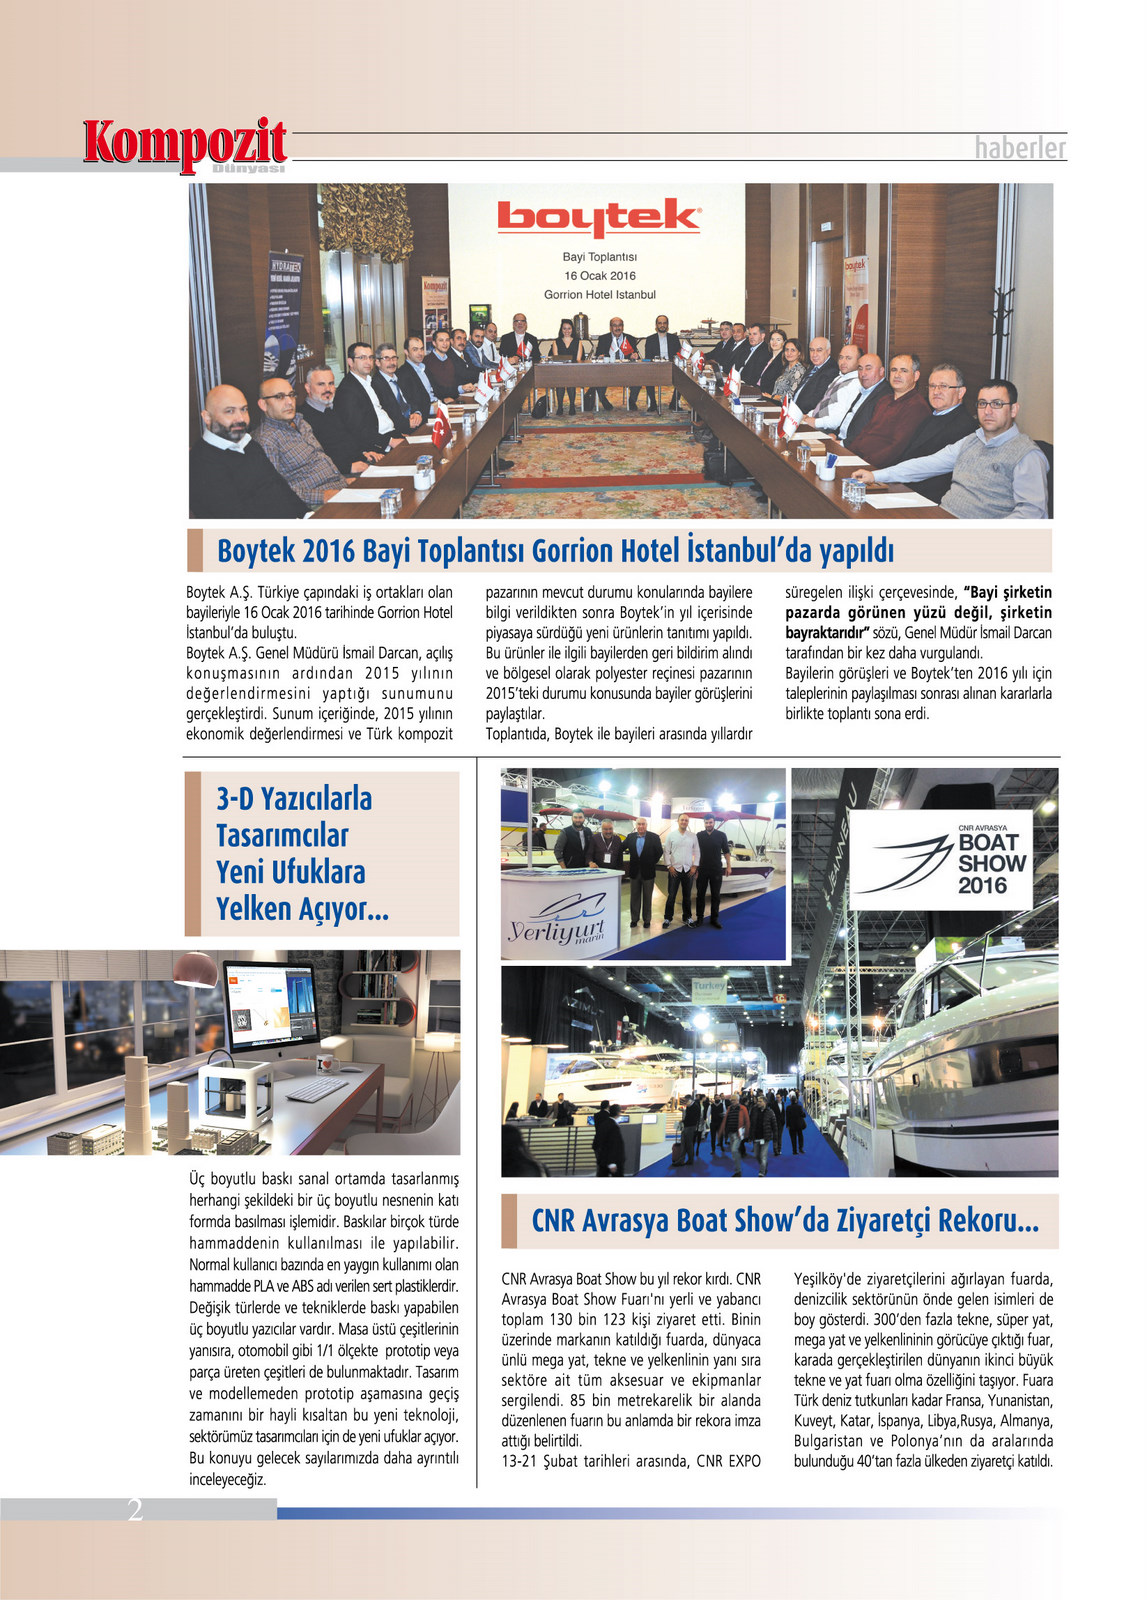 Kompozit
Dünyası
haberler
boytek
Bayi Toplantısı
16 Ocak 2016
Gorrion Hotel Istanbul
HYDRATEK
Kompozit
boytek
Boytek 2016 Bayi Toplantısı Gorrion Hotel İstanbul’da yapıldı
Boytek A.Ş. Türkiye çapındaki iş ortakları olan
bayileriyle 16 Ocak 2016 tarihinde Gorrion Hotel
İstanbul’da buluştu.
Boytek A.Ş. Genel Müdürü İsmail Darcan, açılış
konuşmasının ardından 2015 yılının
değerlendirmesini yaptığı sunumunu
gerçekleştirdi. Sunum içeriğinde, 2015 yılının
ekonomik değerlendirmesi ve Türk kompozit
pazarının mevcut durumu konularında bayilere
bilgi verildikten sonra Boytek’in yıl içerisinde
piyasaya sürdüğü yeni ürünlerin tanıtımı yapıldı.
Bu ürünler ile ilgili bayilerden geri bildirim alındı
ve bölgesel olarak polyester reçinesi pazarının
2015’teki durumu konusunda bayiler görüşlerini
paylaştılar.
Toplantıda, Boytek ile bayileri arasında yıllardır
süregelen ilişki çerçevesinde, “Bayi şirketin
pazarda görünen yüzü değil, şirketin
bayraktarıdır” sözü, Genel Müdür İsmail Darcan
tarafından bir kez daha vurgulandı.
Bayilerin görüşleri ve Boytek’ten 2016 yılı için
taleplerinin paylaşılması sonrası alınan kararlarla
birlikte toplantı sona erdi.
3-D Yazıcılarla
Tasarımcılar
Yeni Ufuklara
Yelken Açıyor...
Üç boyutlu baskı sanal ortamda tasarlanmış
herhangi şekildeki bir üç boyutlu nesnenin katı
formda basılması işlemidir. Baskılar birçok türde
hammaddenin kullanılması ile yapılabilir.
Normal kullanıcı bazında en yaygın kullanımı olan
hammadde PLA ve ABS adı verilen sert plastiklerdir.
Değişik türlerde ve tekniklerde baskı yapabilen
üç boyutlu yazıcılar vardır. Masa üstü çeşitlerinin
yanısıra, otomobil gibi 1/1 ölçekte prototip veya
parça üreten çeşitleri de bulunmaktadır. Tasarım
ve modellemeden prototip aşamasına geçiş
zamanını bir hayli kısaltan bu yeni teknoloji,
sektörümüz tasarımcıları için de yeni ufuklar açıyor.
Bu konuyu gelecek sayılarımızda daha ayrıntılı
inceleyeceğiz.
Yerliyurt
marin
JEANNEAU
CNR AVRASYA
BOAT
SHOW
2016
Turkey
CNR Avrasya Boat Show’da Ziyaretçi Rekoru...
CNR Avrasya Boat Show bu yıl rekor kırdı. CNR
Avrasya Boat Show Fuarı'nı yerli ve yabancı
toplam 130 bin 123 kişi ziyaret etti. Binin
üzerinde markanın katıldığı fuarda, dünyaca
ünlü mega yat, tekne ve yelkenlinin yanı sıra
sektöre ait tüm aksesuar ve ekipmanlar
sergilendi. 85 bin metrekarelik bir alanda
düzenlenen fuarın bu anlamda bir rekora imza
attığı belirtildi.
13-21 Şubat tarihleri arasında, CNR EXPO
Yeşilköy'de ziyaretçilerini ağırlayan fuarda,
denizcilik sektörünün önde gelen isimleri de
boy gösterdi. 300’den fazla tekne, süper yat,
mega yat ve yelkenlininin görücüye çıktığı fuar,
karada gerçekleştirilen dünyanın ikinci büyük
tekne ve yat fuarı olma özelliğini taşıyor. Fuara
Türk deniz tutkunları kadar Fransa, Yunanistan,
Kuveyt, Katar, İspanya, Libya,Rusya, Almanya,
Bulgaristan ve Polonya’nın da aralarında
bulunduğu 40’tan fazla ülkeden ziyaretçi katıldı.
2